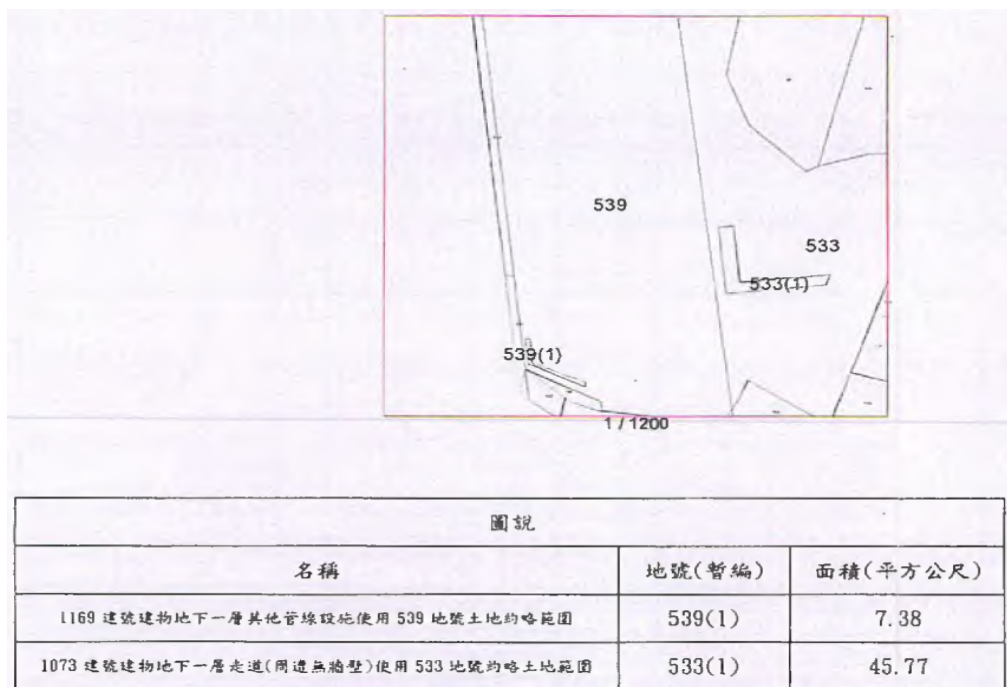 539
533
533(1)
539(1)
1 / 1200
圖說
名稱 地號(暫編) 面積(平方公尺)
1169 建號建物地下一層其他管線設施使用 539 地號土地約略範圍 539(1) 7.38
1073 建號建物地下一層走道(周遭無牆壁)使用 533 地號約略土地範圍 533(1) 45.77